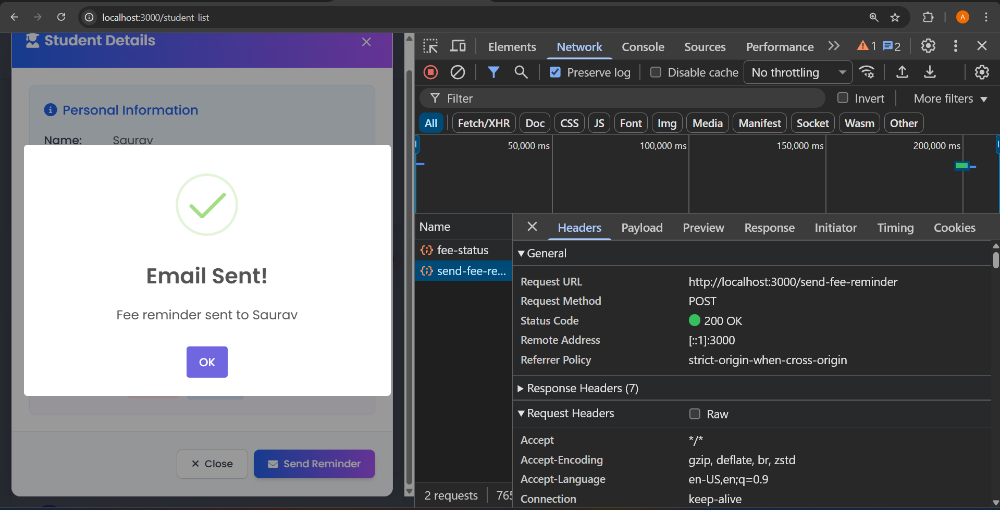 localhost:3000/student-list
A
Student Details
Personal Information
Name: Saurav
Email Sent!
Fee reminder sent to Saurav
OK
Close
Send Reminder
Elements Network Console Sources Performance 1 2
Preserve log Disable cache No throttling
Filter Invert More filters
All Fetch/XHR Doc CSS JS Font Img Media Manifest Socket Wasm Other
50,000 ms 100,000 ms 150,000 ms 200,000 ms
Name
fee-status
send-fee-re...
2 requests 765
Headers Payload Preview Response Initiator Timing Cookies
General
Request URL http://localhost:3000/send-fee-reminder
Request Method POST
Status Code 200 OK
Remote Address [::1]:3000
Referrer Policy strict-origin-when-cross-origin
Response Headers (7)
Request Headers Raw
Accept */*
Accept-Encoding gzip, deflate, br, zstd
Accept-Language en-US,en;q=0.9
Connection keep-alive